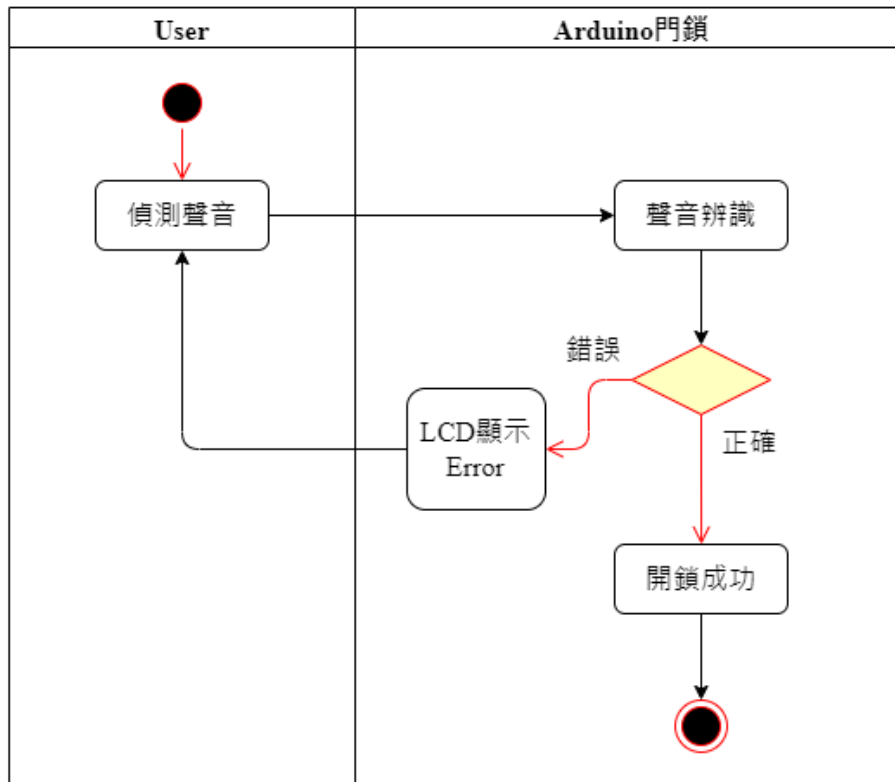 User
Arduino門鎖
偵測聲音
聲音辨識
錯誤
LCD顯示
Error
正確
開鎖成功